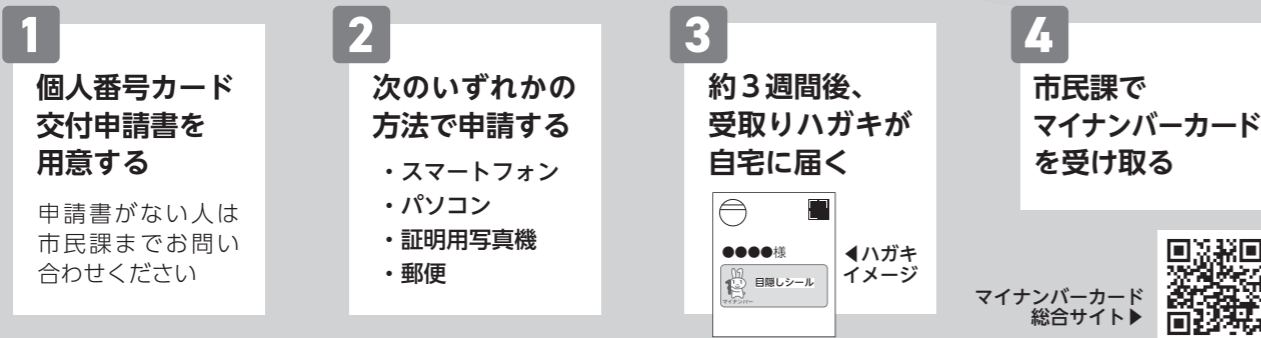 1
個人番号カード
交付申請書を
用意する
申請書がない人は
市民課までお問い
合わせください
2
次のいずれかの
方法で申請する
・スマートフォン
・パソコン
・証明用写真機
・郵便
3
約３週間後、
受取りハガキが
自宅に届く
●●●●様
目隠しシール
マイナンバー
◀ハガキ
イメージ
4
市民課で
マイナンバーカード
を受け取る
マイナンバーカード
総合サイト▶